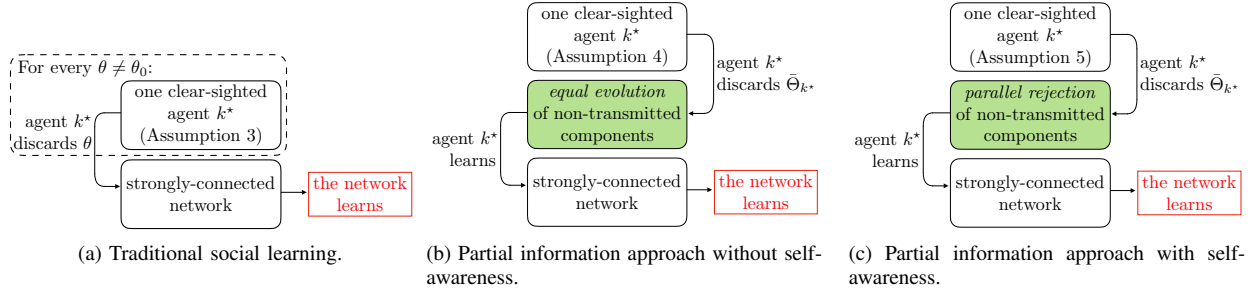 For every θ ≠ θ₀:
one clear-sighted
agent k⋆
(Assumption 3)
agent k⋆
discards θ
strongly-connected
network
the network
learns
(a) Traditional social learning.
one clear-sighted
agent k⋆
(Assumption 4)
agent k⋆
discards Θ̄ₖ⋆
equal evolution
of non-transmitted
components
agent k⋆
learns
strongly-connected
network
the network
learns
(b) Partial information approach without self-
awareness.
one clear-sighted
agent k⋆
(Assumption 5)
agent k⋆
discards Θ̄ₖ⋆
parallel rejection
of non-transmitted
components
agent k⋆
learns
strongly-connected
network
the network
learns
(c) Partial information approach with self-
awareness.